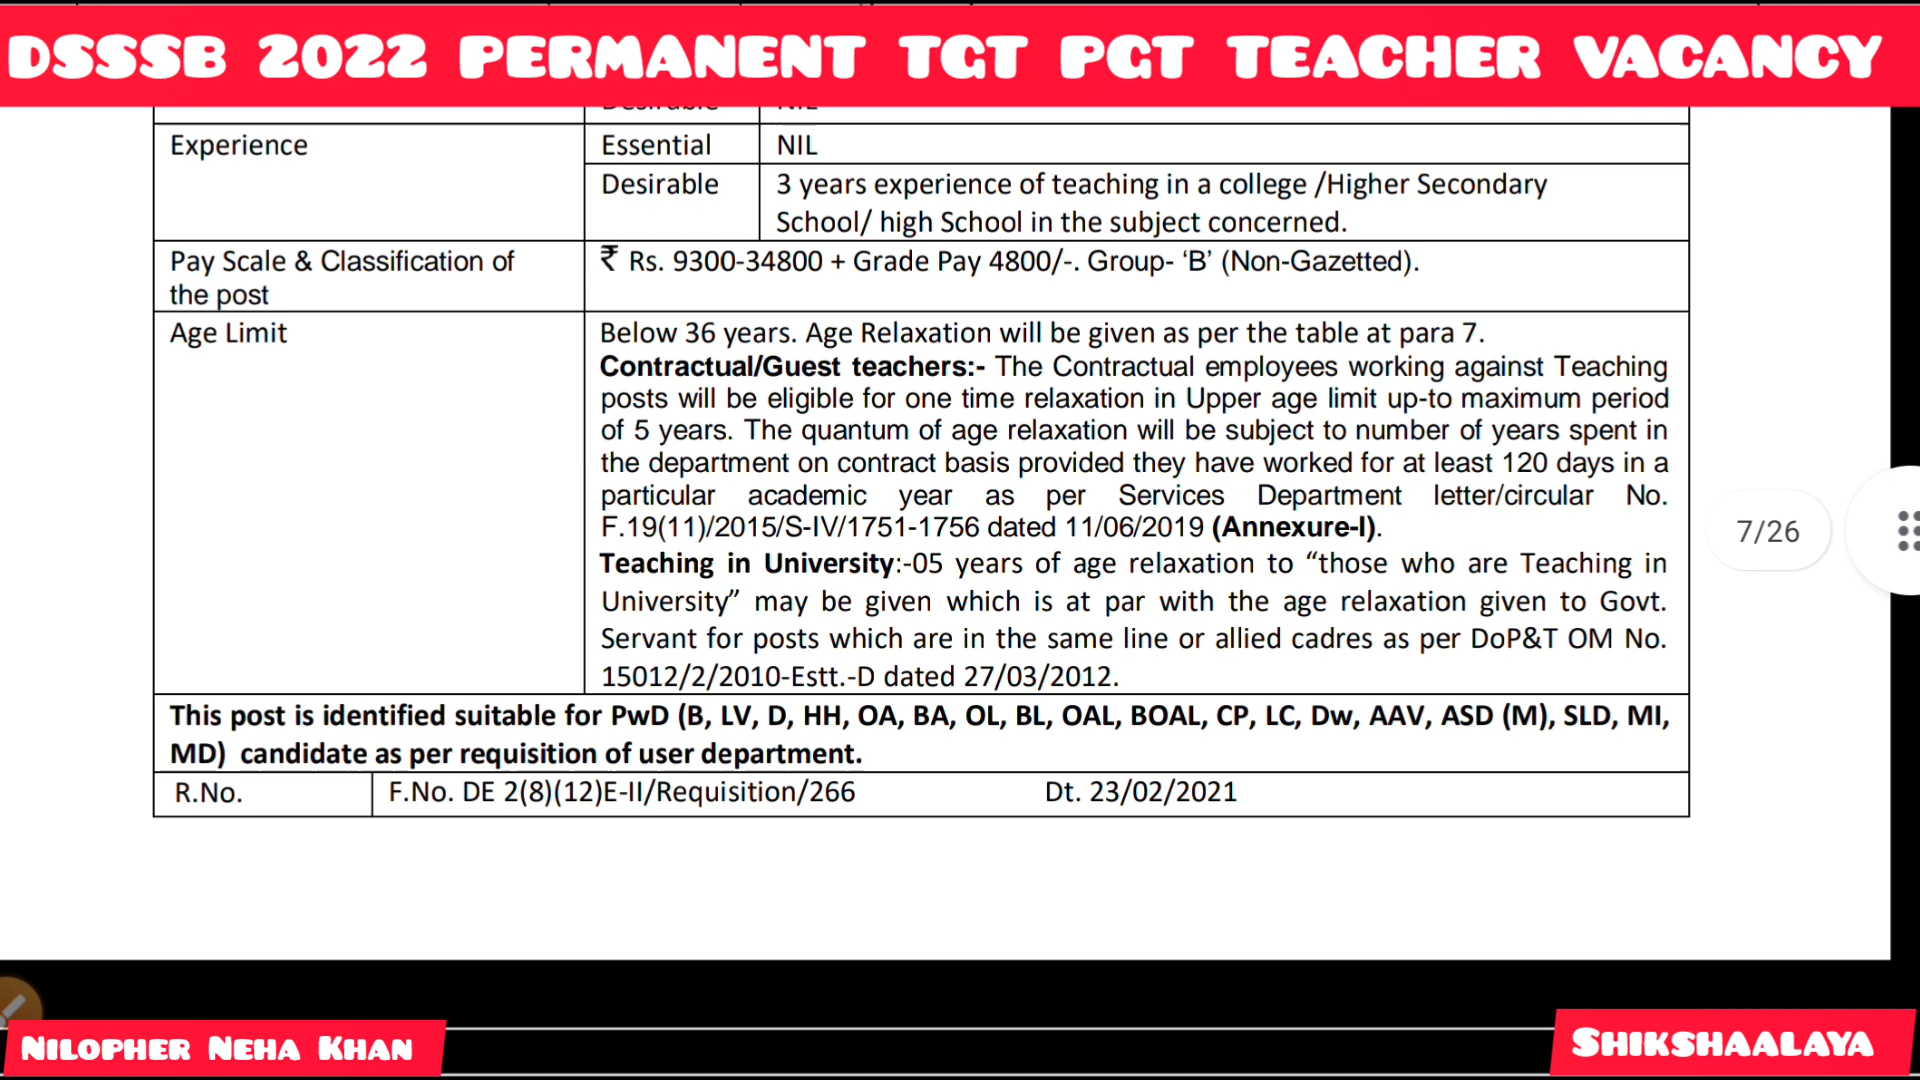 DSSSB 2022 PERMANENT TGT PGT TEACHER VACANCY
Experience
Essential NIL
Desirable 3 years experience of teaching in a college /Higher Secondary
School/ high School in the subject concerned.
Pay Scale & Classification of
the post
₹ Rs. 9300-34800 + Grade Pay 4800/-. Group- ‘B’ (Non-Gazetted).
Age Limit
Below 36 years. Age Relaxation will be given as per the table at para 7.
Contractual/Guest teachers:- The Contractual employees working against Teaching
posts will be eligible for one time relaxation in Upper age limit up-to maximum period
of 5 years. The quantum of age relaxation will be subject to number of years spent in
the department on contract basis provided they have worked for at least 120 days in a
particular academic year as per Services Department letter/circular No.
F.19(11)/2015/S-IV/1751-1756 dated 11/06/2019 (Annexure-I).
Teaching in University:-05 years of age relaxation to “those who are Teaching in
University” may be given which is at par with the age relaxation given to Govt.
Servant for posts which are in the same line or allied cadres as per DoP&T OM No.
15012/2/2010-Estt.-D dated 27/03/2012.
This post is identified suitable for PwD (B, LV, D, HH, OA, BA, OL, BL, OAL, BOAL, CP, LC, Dw, AAV, ASD (M), SLD, MI,
MD) candidate as per requisition of user department.
R.No. F.No. DE 2(8)(12)E-II/Requisition/266 Dt. 23/02/2021
7/26
NILOPHER NEHA KHAN
SHIKSHAALAYA